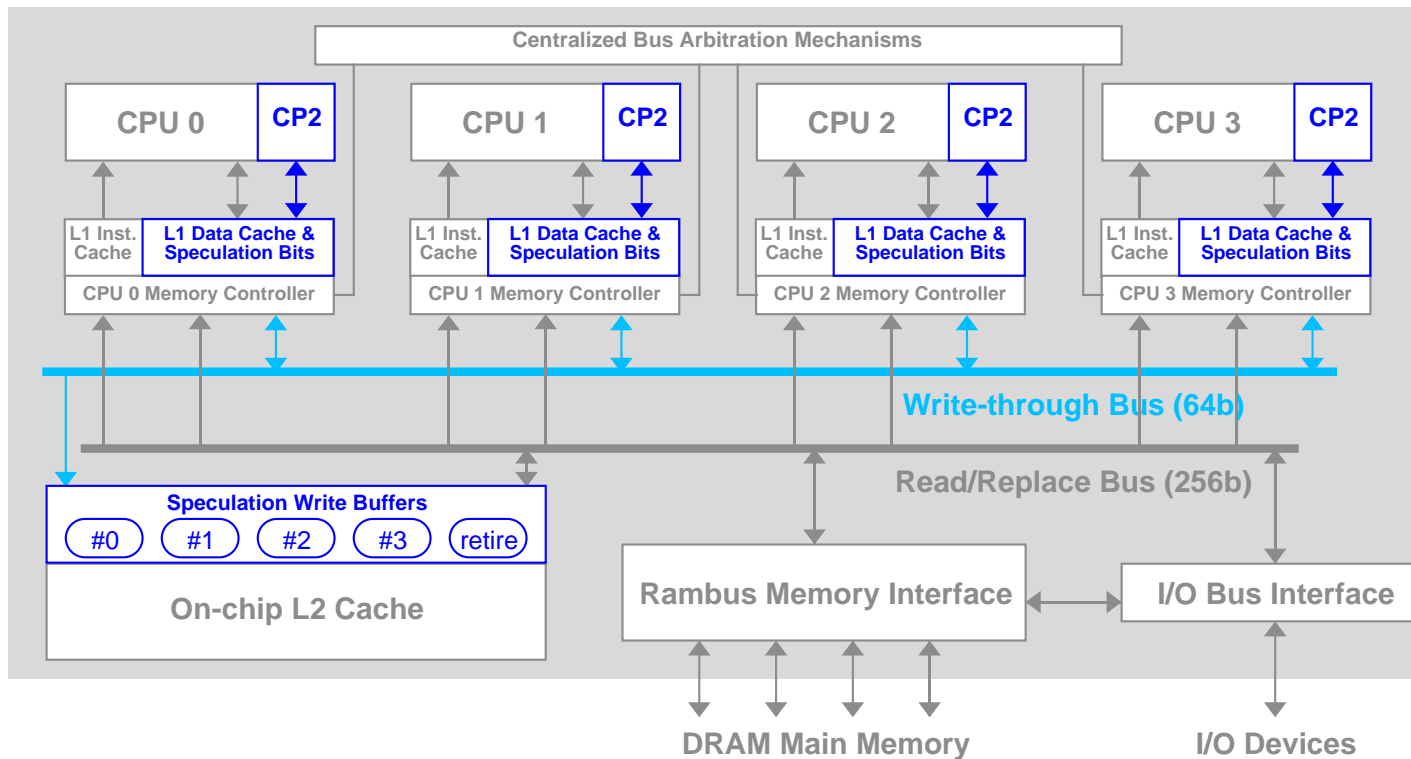 Centralized Bus Arbitration Mechanisms
CPU 0
CP2
CPU 1
CP2
CPU 2
CP2
CPU 3
CP2
L1 Inst.
Cache
L1 Data Cache &
Speculation Bits
L1 Inst.
Cache
L1 Data Cache &
Speculation Bits
L1 Inst.
Cache
L1 Data Cache &
Speculation Bits
L1 Inst.
Cache
L1 Data Cache &
Speculation Bits
CPU 0 Memory Controller
CPU 1 Memory Controller
CPU 2 Memory Controller
CPU 3 Memory Controller
Write-through Bus (64b)
Read/Replace Bus (256b)
Speculation Write Buffers
#0
#1
#2
#3
retire
On-chip L2 Cache
Rambus Memory Interface
I/O Bus Interface
DRAM Main Memory
I/O Devices